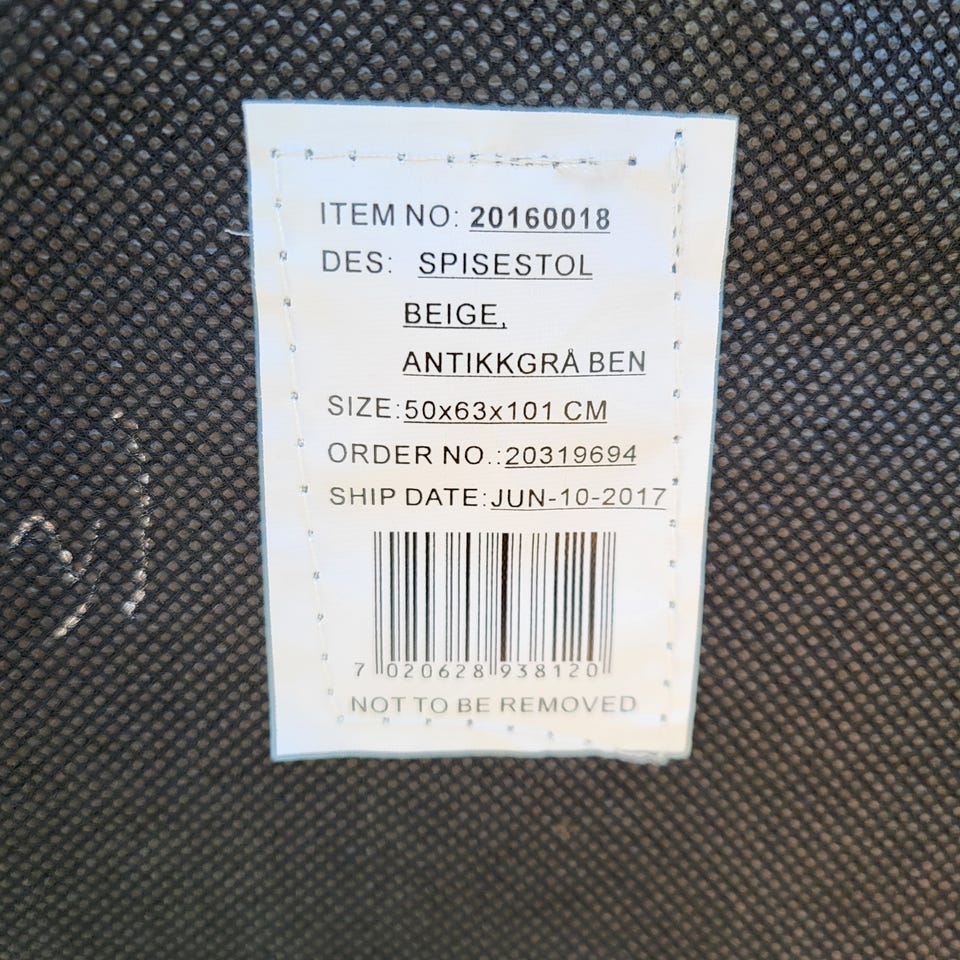 ITEM NO: 20160018
DES: SPISESTOL
BEIGE,
ANTIKKGRÅ BEN
SIZE:50x63x101 CM
ORDER NO.:20319694
SHIP DATE:JUN-10-2017
7 020628 938120
NOT TO BE REMOVED